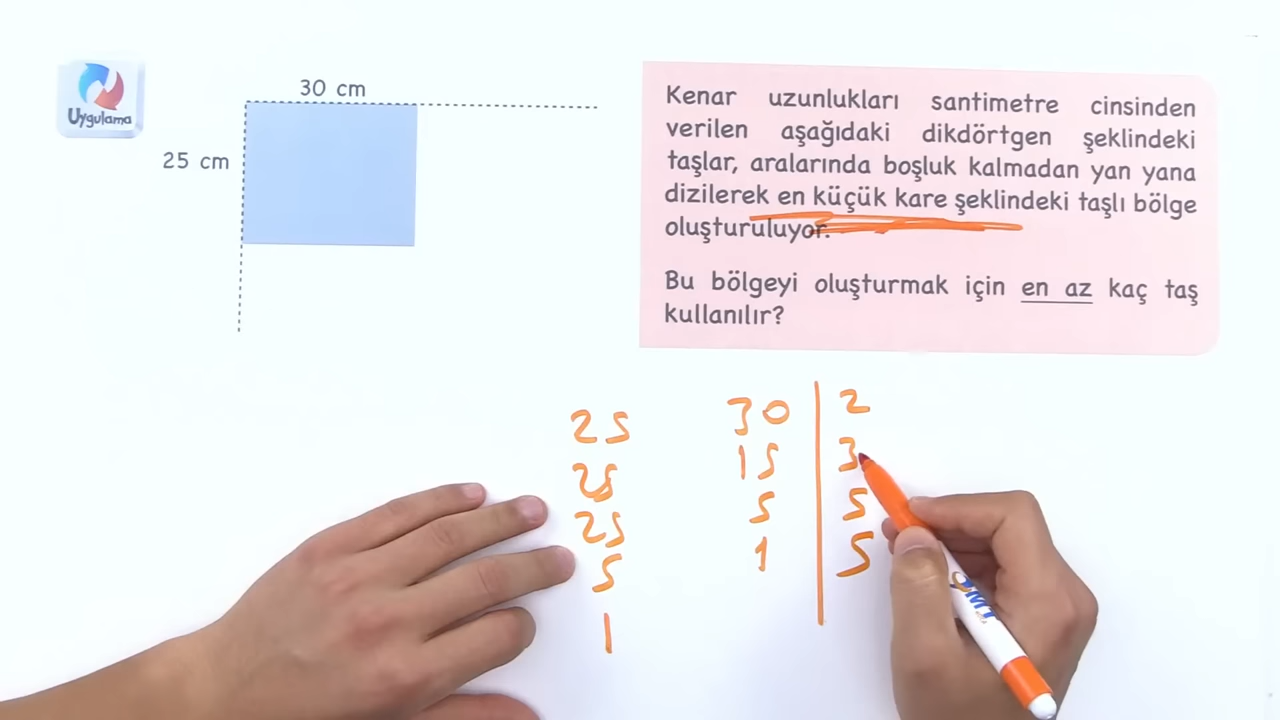 Uygulama
30 cm
25 cm
Kenar uzunlukları santimetre cinsinden
verilen aşağıdaki dikdörtgen şeklindeki
taşlar, aralarında boşluk kalmadan yan yana
dizilerek en küçük kare şeklindeki taşlı bölge
oluşturuluyor.
Bu bölgeyi oluşturmak için en az kaç taş
kullanılır?
25 30 2
25 15 3
25 5 5
5 1 5
1
MT